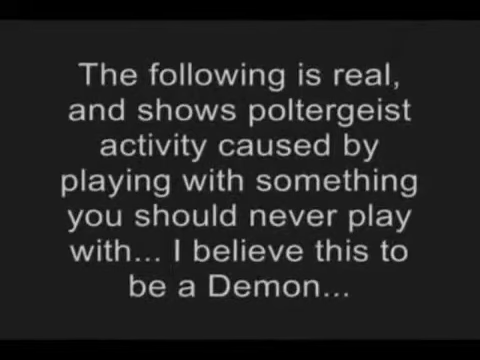 The following is real,
and shows poltergeist
activity caused by
playing with something
you should never play
with... I believe this to
be a Demon...